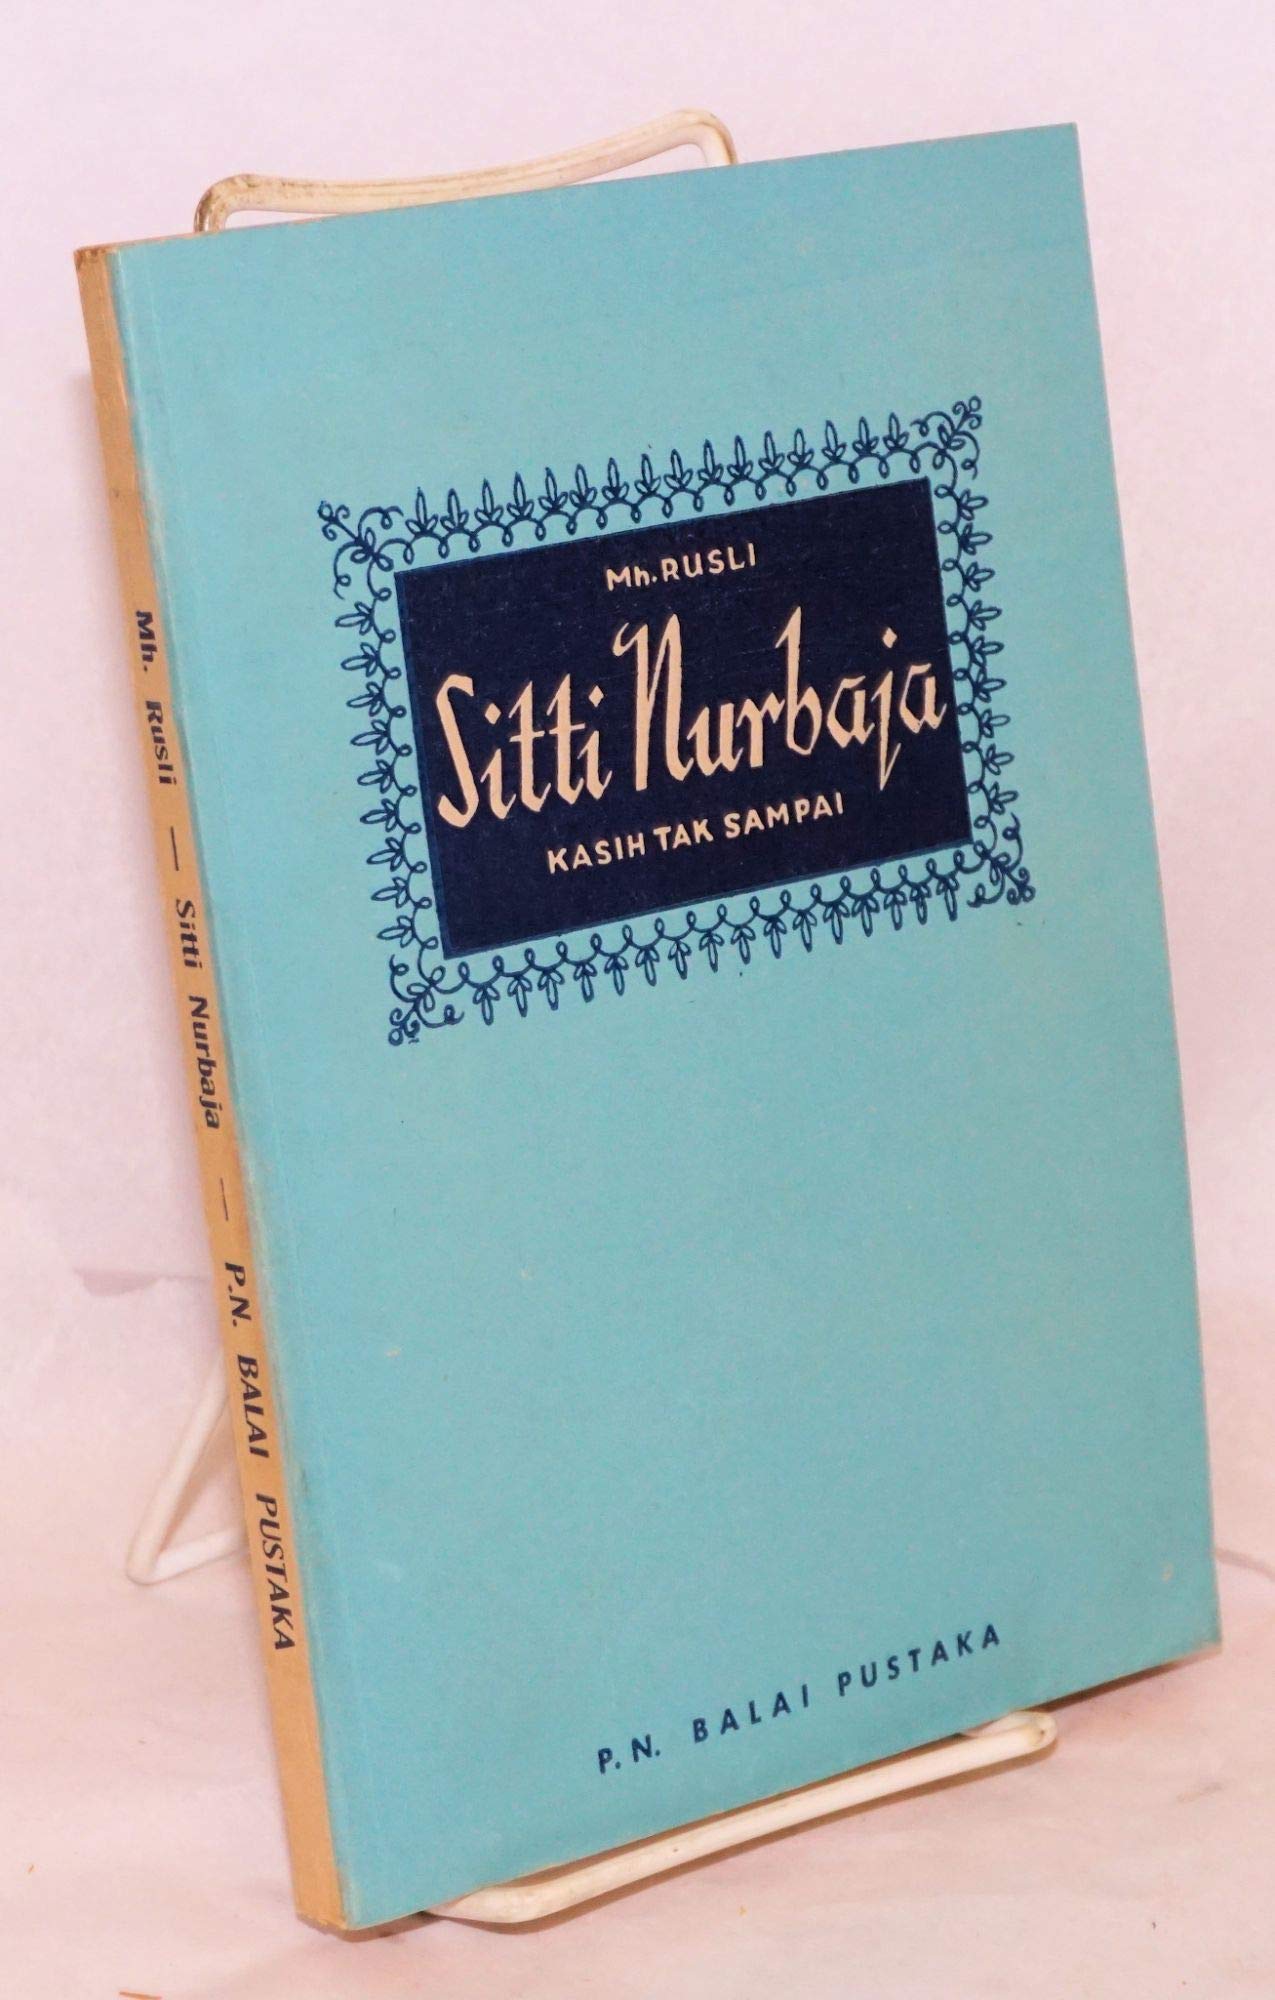 Mh. RUSLI
Sitti Nurbaja
KASIH TAK SAMPAI
P. N. BALAI PUSTAKA
Mh. Rusli — Sitti Nurbaja — P.N. BALAI PUSTAKA